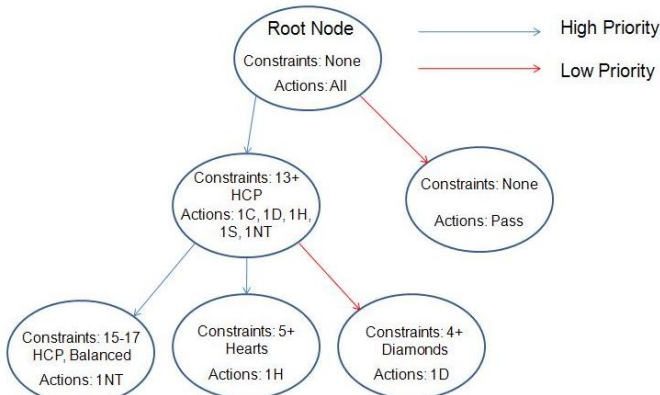 Root Node
Constraints: None
Actions: All
High Priority
Low Priority
Constraints: 13+
HCP
Actions: 1C, 1D, 1H,
1S, 1NT
Constraints: None
Actions: Pass
Constraints: 15-17
HCP, Balanced
Actions: 1NT
Constraints: 5+
Hearts
Actions: 1H
Constraints: 4+
Diamonds
Actions: 1D